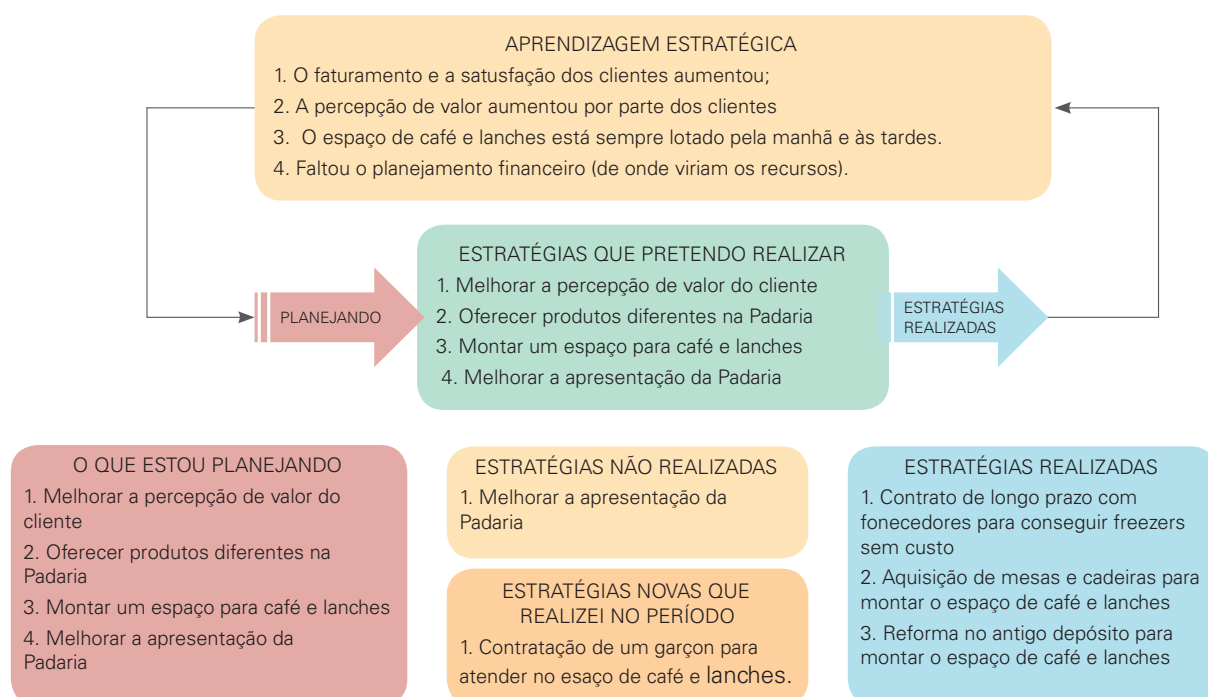 APRENDIZAGEM ESTRATÉGICA
1. O faturamento e a satusfação dos clientes aumentou;
2. A percepção de valor aumentou por parte dos clientes
3. O espaço de café e lanches está sempre lotado pela manhã e às tardes.
4. Faltou o planejamento financeiro (de onde viriam os recursos).
PLANEJANDO
ESTRATÉGIAS QUE PRETENDO REALIZAR
1. Melhorar a percepção de valor do cliente
2. Oferecer produtos diferentes na Padaria
3. Montar um espaço para café e lanches
4. Melhorar a apresentação da Padaria
ESTRATÉGIAS
REALIZADAS
O QUE ESTOU PLANEJANDO
1. Melhorar a percepção de valor do
cliente
2. Oferecer produtos diferentes na
Padaria
3. Montar um espaço para café e lanches
4. Melhorar a apresentação da
Padaria
ESTRATÉGIAS NÃO REALIZADAS
1. Melhorar a apresentação da
Padaria
ESTRATÉGIAS NOVAS QUE
REALIZEI NO PERÍODO
1. Contratação de um garçon para
atender no esaço de café e lanches.
ESTRATÉGIAS REALIZADAS
1. Contrato de longo prazo com
fonecedores para conseguir freezers
sem custo
2. Aquisição de mesas e cadeiras para
montar o espaço de café e lanches
3. Reforma no antigo depósito para
montar o espaço de café e lanches